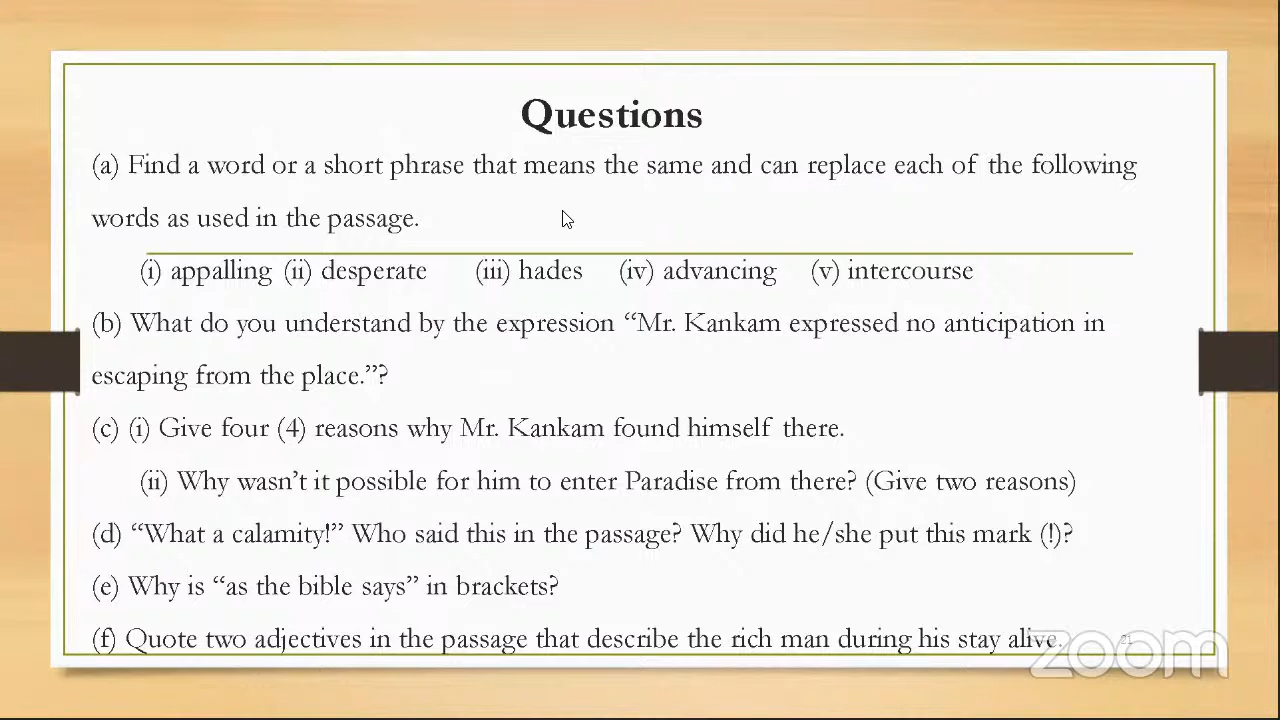 Questions
(a) Find a word or a short phrase that means the same and can replace each of the following
words as used in the passage.
(i) appalling (ii) desperate (iii) hades (iv) advancing (v) intercourse
(b) What do you understand by the expression “Mr. Kankam expressed no anticipation in
escaping from the place.”?
(c) (i) Give four (4) reasons why Mr. Kankam found himself there.
(ii) Why wasn’t it possible for him to enter Paradise from there? (Give two reasons)
(d) “What a calamity!” Who said this in the passage? Why did he/she put this mark (!)?
(e) Why is “as the bible says” in brackets?
(f) Quote two adjectives in the passage that describe the rich man during his stay alive.
21
zoom